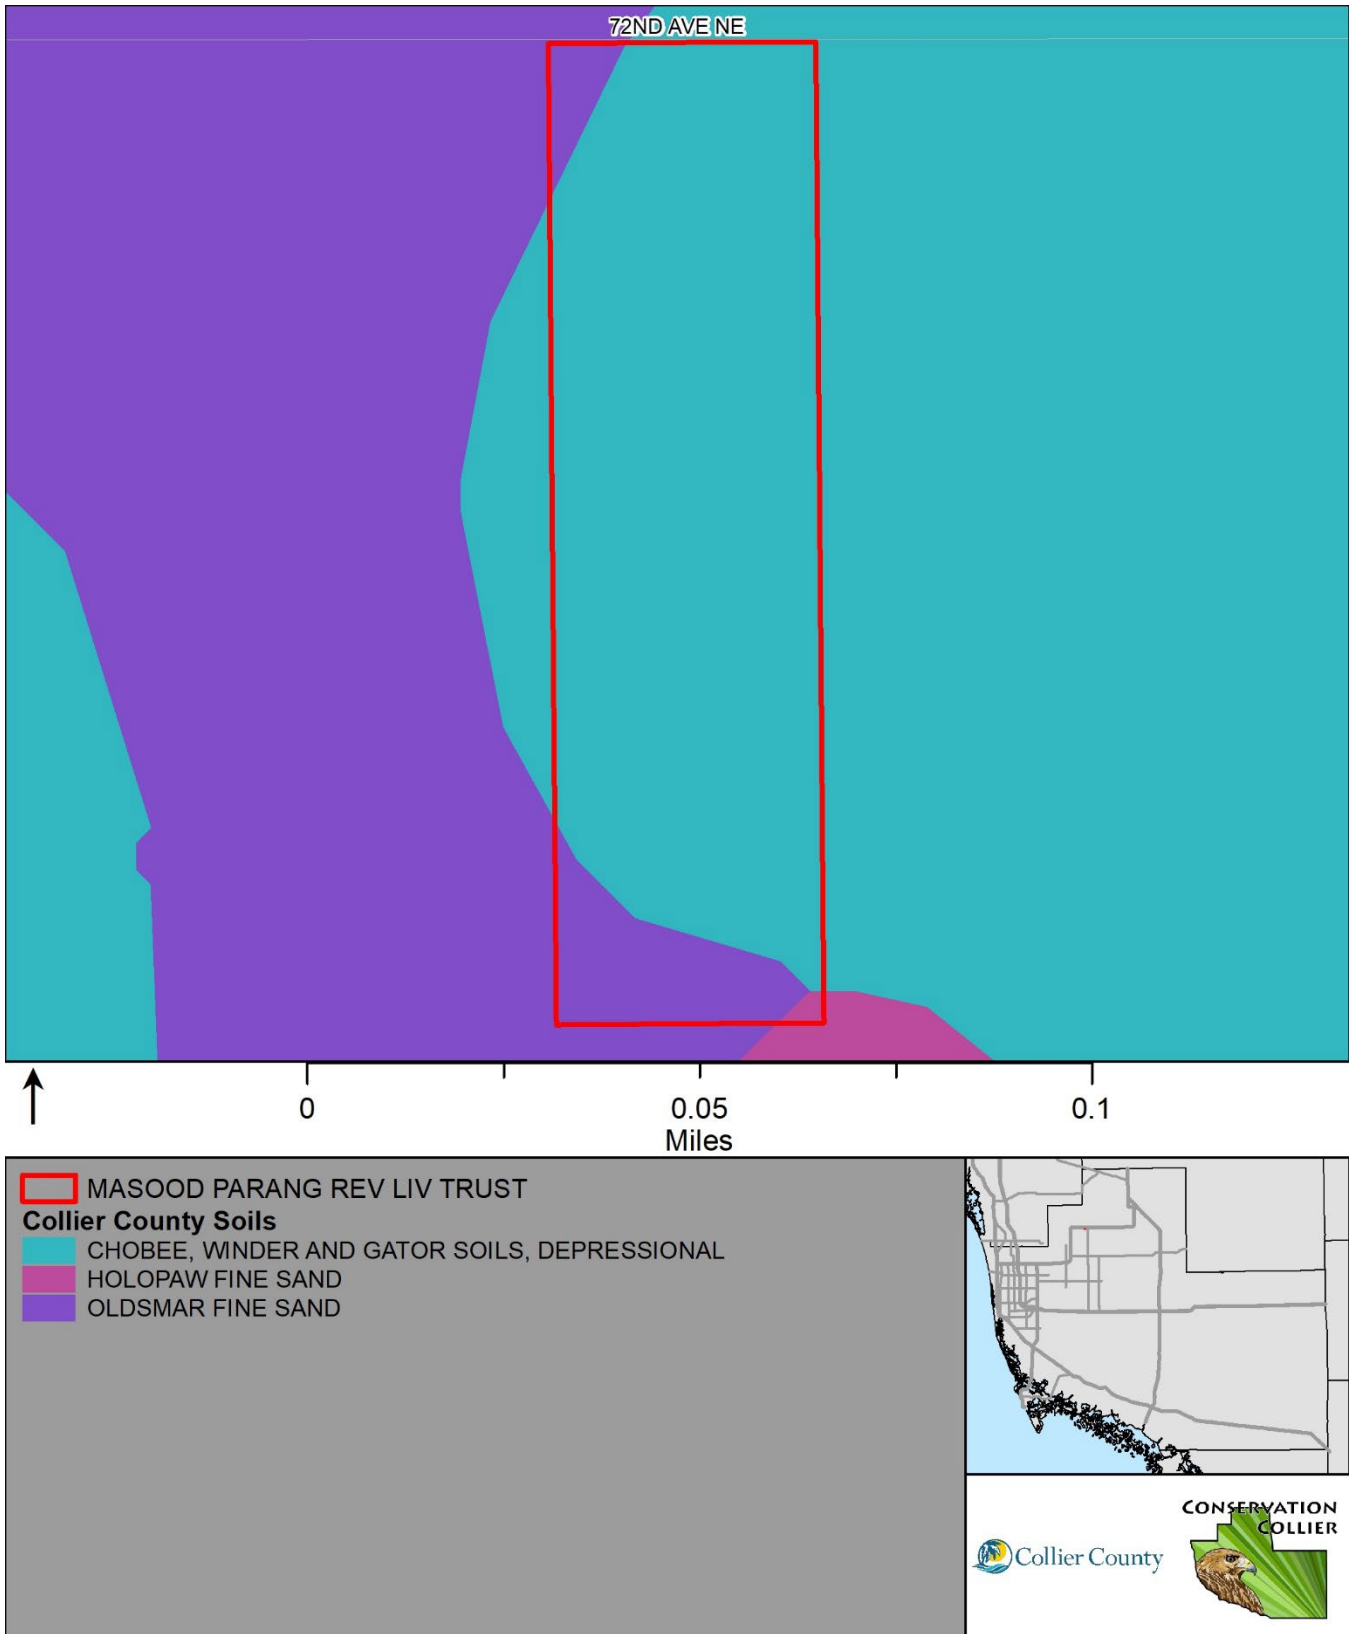 72ND AVE NE
0 0.05 0.1
Miles
MASOOD PARANG REV LIV TRUST
Collier County Soils
CHOBEE, WINDER AND GATOR SOILS, DEPRESSIONAL
HOLOPAW FINE SAND
OLDSMAR FINE SAND
CONSERVATION
COLLIER
Collier County